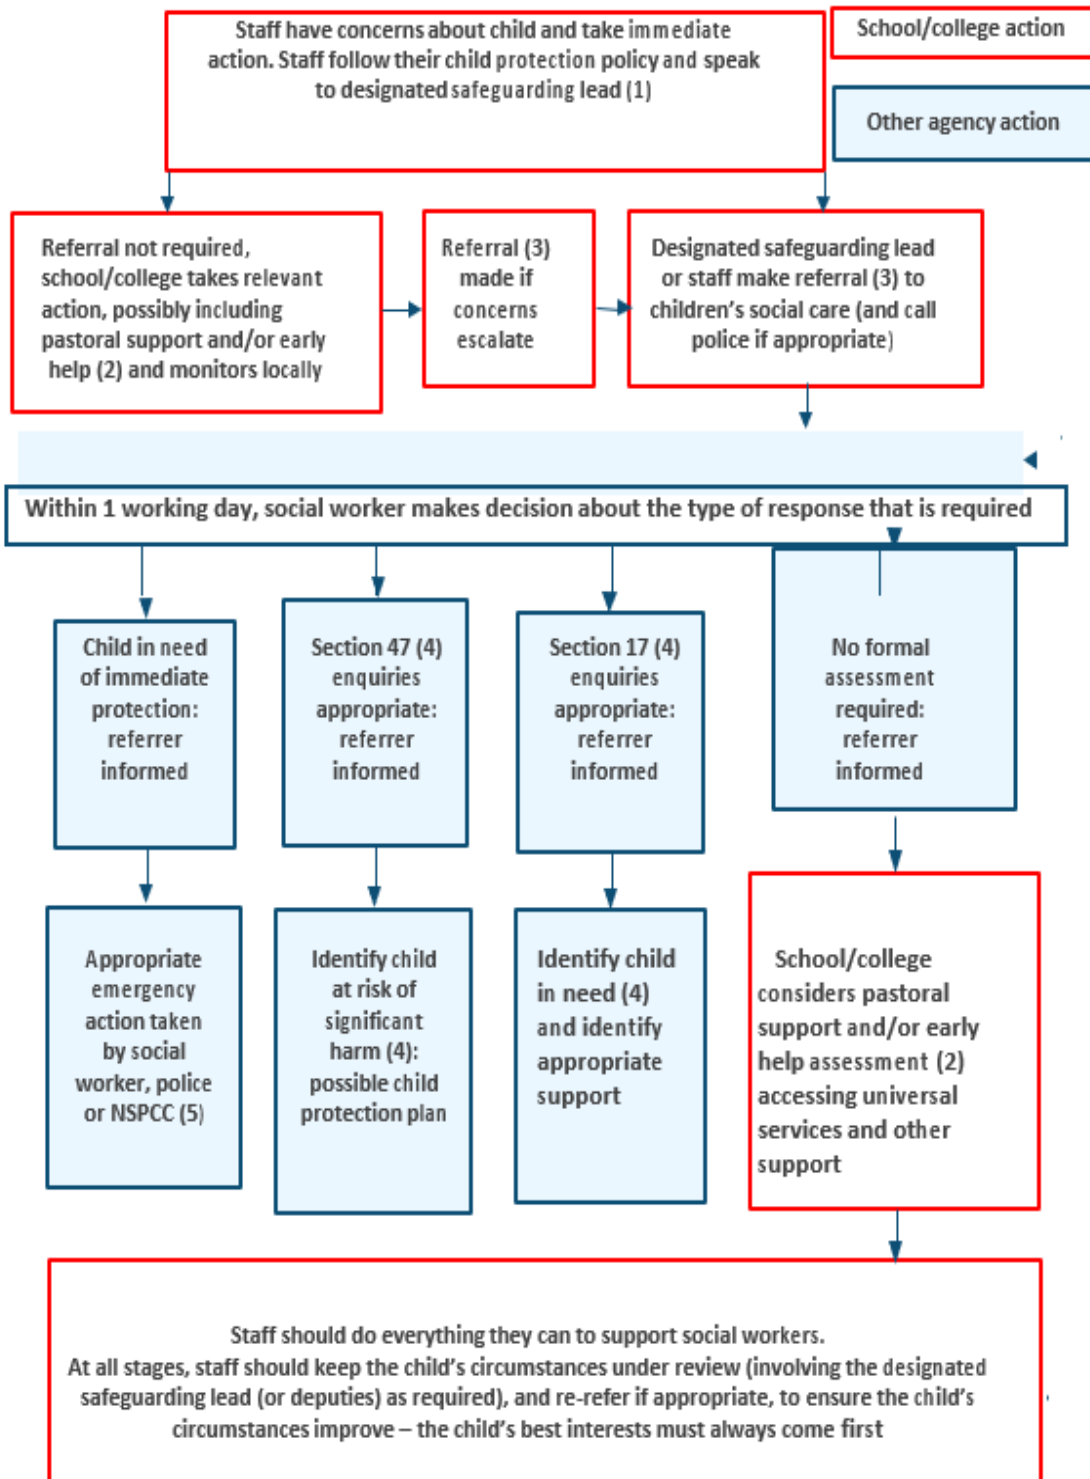 Staff have concerns about child and take immediate
action. Staff follow their child protection policy and speak
to designated safeguarding lead (1)
School/college action
Other agency action
Referral not required,
school/college takes relevant
action, possibly including
pastoral support and/or early
help (2) and monitors locally
Referral (3)
made if
concerns
escalate
Designated safeguarding lead
or staff make referral (3) to
children’s social care (and call
police if appropriate)
Within 1 working day, social worker makes decision about the type of response that is required
Child in need
of immediate
protection:
referrer
informed
Section 47 (4)
enquiries
appropriate:
referrer
informed
Section 17 (4)
enquiries
appropriate:
referrer
informed
No formal
assessment
required:
referrer
informed
Appropriate
emergency
action taken
by social
worker, police
or NSPCC (5)
Identify child
at risk of
significant
harm (4):
possible child
protection plan
Identify child
in need (4)
and identify
appropriate
support
School/college
considers pastoral
support and/or early
help assessment (2)
accessing universal
services and other
support
Staff should do everything they can to support social workers.
At all stages, staff should keep the child’s circumstances under review (involving the designated
safeguarding lead (or deputies) as required), and re-refer if appropriate, to ensure the child’s
circumstances improve – the child’s best interests must always come first